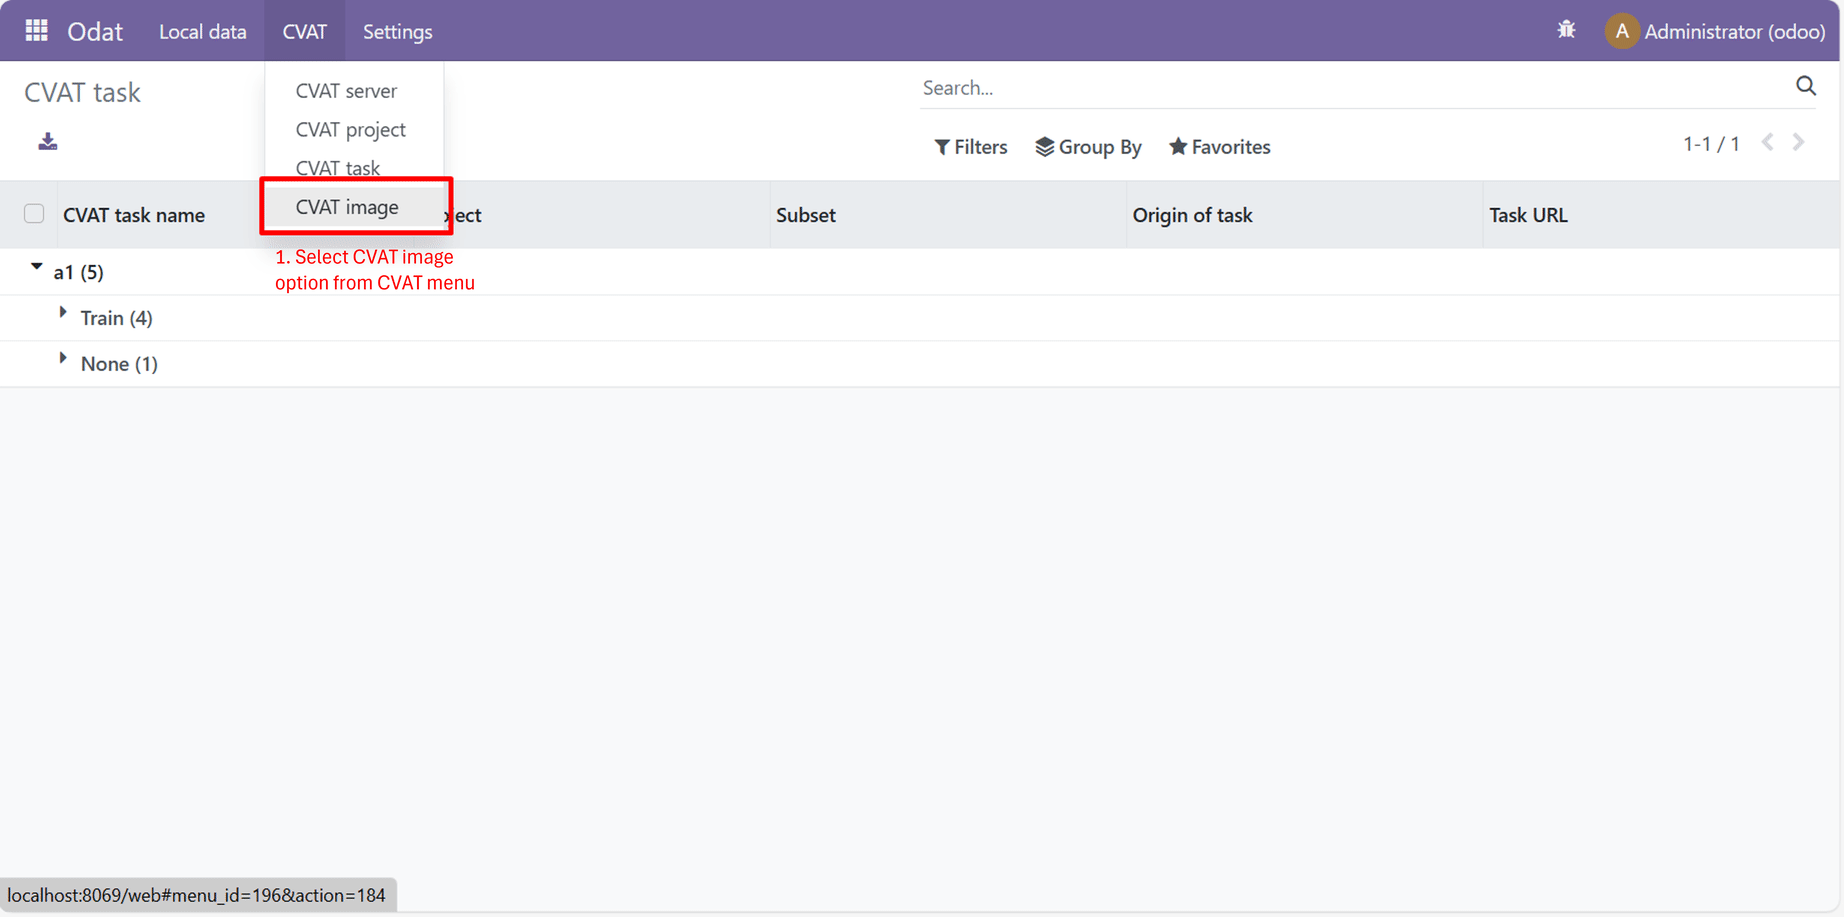 Odat Local data CVAT Settings A Administrator (odoo)
CVAT task
CVAT server
CVAT project
CVAT task
CVAT image
Search...
Filters Group By Favorites 1-1 / 1
CVAT task name Subset Origin of task Task URL
1. Select CVAT image
option from CVAT menu
a1 (5)
Train (4)
None (1)
localhost:8069/web#menu_id=196&action=184